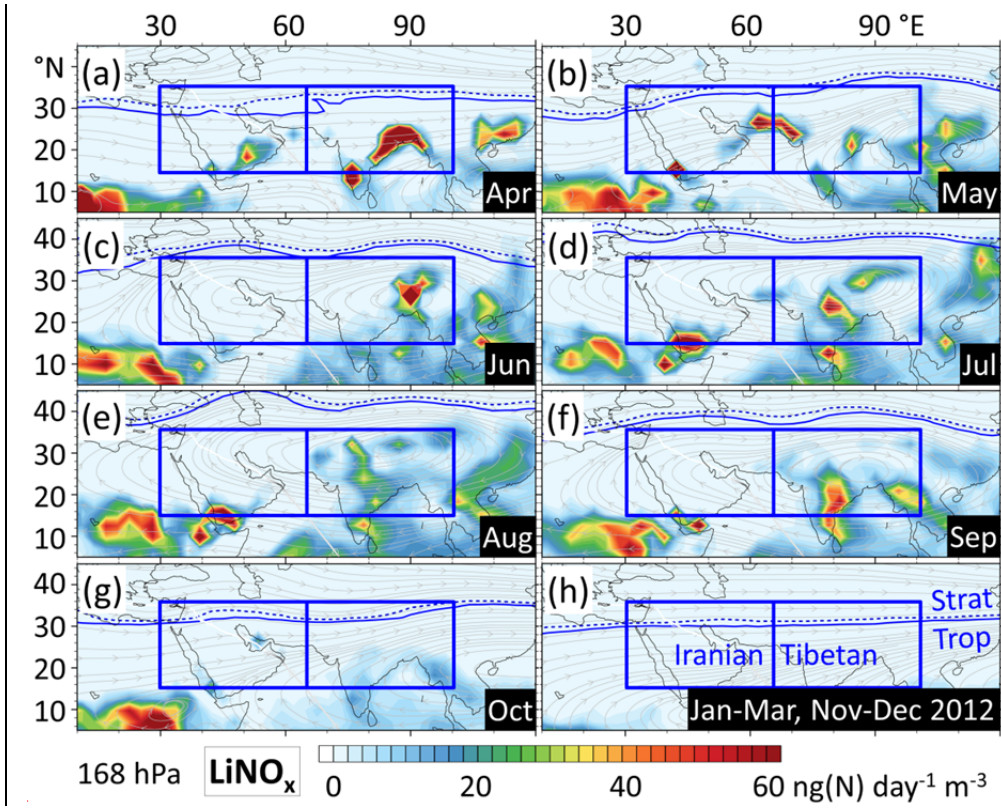 30 60 90 30 60 90 °E
°N (a) (b)
30
20
10 Apr May
40 (c) (d)
30
20
10 Jun Jul
40 (e) (f)
30
20
10 Aug Sep
40 (g) (h) Strat
30 Trop
20 Iranian Tibetan
10 Oct Jan-Mar, Nov-Dec 2012
168 hPa LiNOx 0 20 40 60 ng(N) day-1 m-3